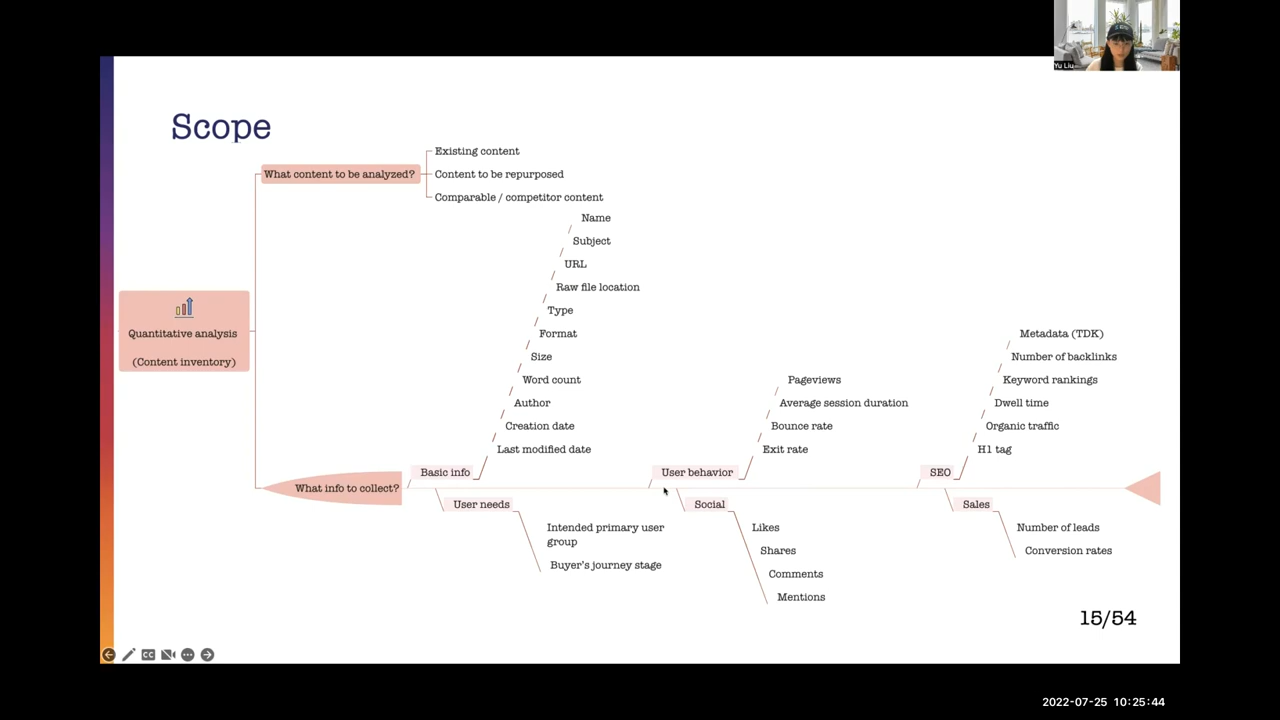 Yu Liu
Scope
Existing content
What content to be analyzed?
Content to be repurposed
Comparable / competitor content
Quantitative analysis
(Content inventory)
What info to collect?
Name
Subject
URL
Raw file location
Type
Format
Size
Word count
Author
Creation date
Last modified date
Basic info
User needs
Intended primary user
group
Buyer's journey stage
Pageviews
Average session duration
Bounce rate
Exit rate
User behavior
Social
Likes
Shares
Comments
Mentions
Metadata (TDK)
Number of backlinks
Keyword rankings
Dwell time
Organic traffic
H1 tag
SEO
Sales
Number of leads
Conversion rates
15/54
CC
2022-07-25 10:25:44